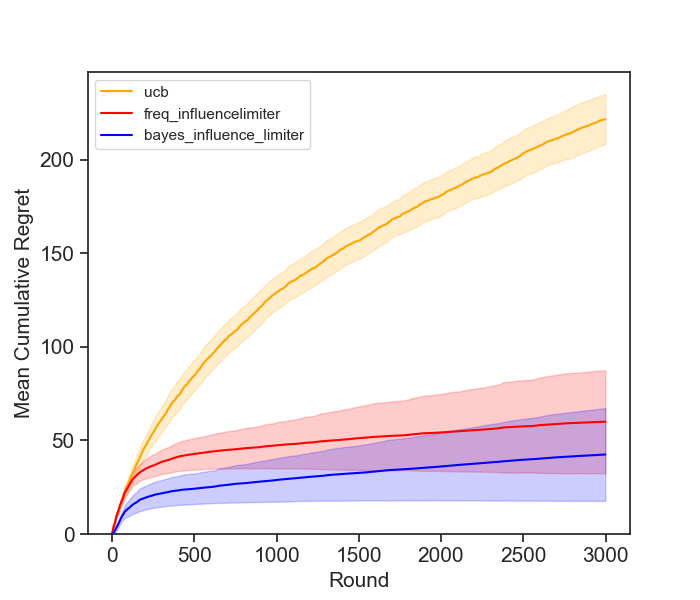 ucb
freq_influencelimiter
bayes_influence_limiter
Mean Cumulative Regret
200
150
100
50
0
0 500 1000 1500 2000 2500 3000
Round